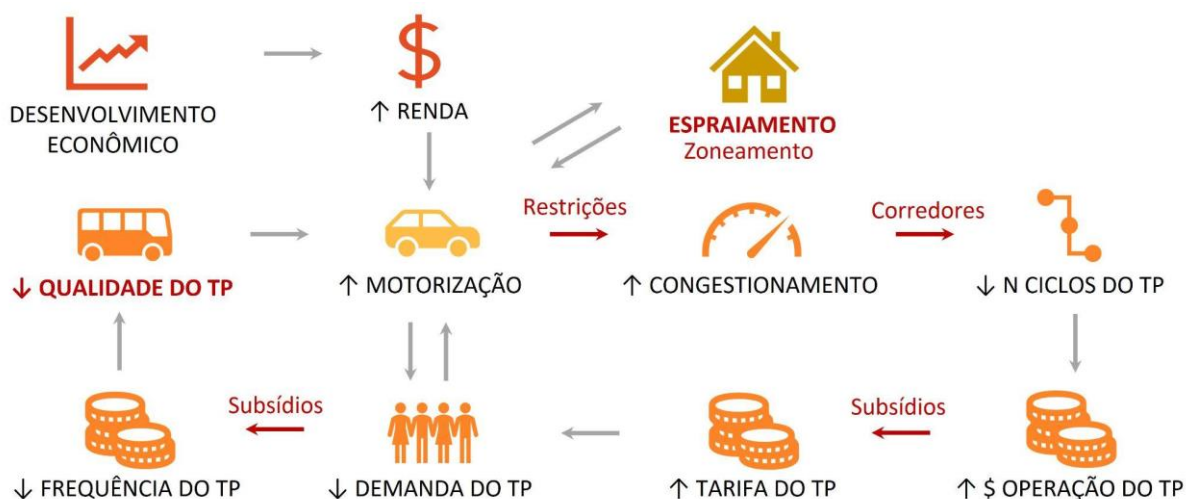 DESENVOLVIMENTO
ECONÔMICO
$
↑ RENDA
ESPRAIAMENTO
Zoneamento
Restrições
Corredores
↓ QUALIDADE DO TP
↑ MOTORIZAÇÃO
↑ CONGESTIONAMENTO
↓ N CICLOS DO TP
Subsídios
Subsídios
↓ FREQUÊNCIA DO TP
↓ DEMANDA DO TP
↑ TARIFA DO TP
↑ $ OPERAÇÃO DO TP